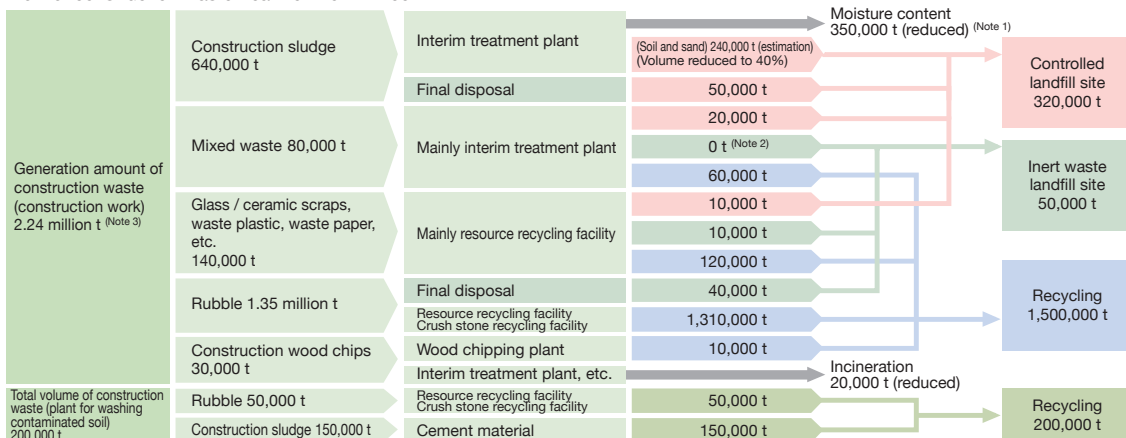 Generation amount of
construction waste
(construction work)
2.24 million t (Note 3)
Total volume of construction
waste (plant for washing
contaminated soil)
200,000 t
Construction sludge
640,000 t
Mixed waste 80,000 t
Glass / ceramic scraps,
waste plastic, waste paper,
etc.
140,000 t
Rubble 1.35 million t
Construction wood chips
30,000 t
Rubble 50,000 t
Construction sludge 150,000 t
Interim treatment plant
Final disposal
Mainly interim treatment plant
Mainly resource recycling facility
Final disposal
Resource recycling facility
Crush stone recycling facility
Wood chipping plant
Interim treatment plant, etc.
Resource recycling facility
Crush stone recycling facility
Cement material
(Soil and sand) 240,000 t (estimation)
(Volume reduced to 40%)
50,000 t
20,000 t
0 t (Note 2)
60,000 t
10,000 t
10,000 t
120,000 t
40,000 t
1,310,000 t
10,000 t
50,000 t
150,000 t
Moisture content
350,000 t (reduced) (Note 1)
Incineration
20,000 t (reduced)
Controlled
landfill site
320,000 t
Inert waste
landfill site
50,000 t
Recycling
1,500,000 t
Recycling
200,000 t